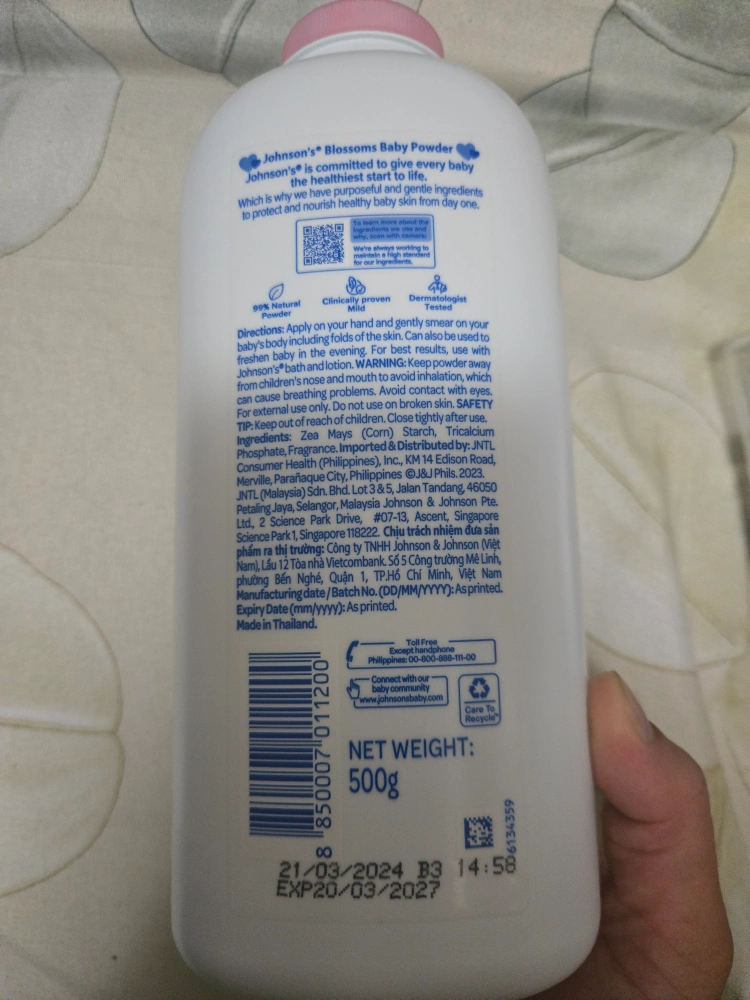 Johnson's® Blossoms Baby Powder
Johnson's® is committed to give every baby
the healthiest start to life.
Which is why we have purposeful and gentle ingredients
to protect and nourish healthy baby skin from day one.
To learn more about the
ingredients we use and
why, scan with camera:
We're always working to
maintain a high standard
for our ingredients.
99% Natural
Powder
Clinically proven
Mild
Dermatologist
Tested
Directions: Apply on your hand and gently smear on your
baby's body including folds of the skin. Can also be used to
freshen baby in the evening. For best results, use with
Johnson's® bath and lotion. WARNING: Keep powder away
from children's nose and mouth to avoid inhalation, which
can cause breathing problems. Avoid contact with eyes.
For external use only. Do not use on broken skin. SAFETY
TIP: Keep out of reach of children. Close tightly after use.
Ingredients: Zea Mays (Corn) Starch, Tricalcium
Phosphate, Fragrance. Imported & Distributed by: JNTL
Consumer Health (Philippines), Inc., KM 14 Edison Road,
Merville, Parañaque City, Philippines ©J&J Phils. 2023.
JNTL (Malaysia) Sdn. Bhd. Lot 3 & 5, Jalan Tandang, 46050
Petaling Jaya, Selangor, Malaysia Johnson & Johnson Pte.
Ltd., 2 Science Park Drive, #07-13, Ascent, Singapore
Science Park 1, Singapore 118222. Chịu trách nhiệm đưa sản
phẩm ra thị trường: Công ty TNHH Johnson & Johnson (Việt
Nam), Lầu 12 Tòa nhà Vietcombank. Số 5 Công trường Mê Linh,
phường Bến Nghé, Quận 1, TP.Hồ Chí Minh, Việt Nam
Manufacturing date / Batch No. (DD/MM/YYYY): As printed.
Expiry Date (mm/yyyy): As printed.
Made in Thailand.
Toll Free
Except handphone
Philippines: 00-800-888-111-00
Connect with our
baby community
www.johnsonsbaby.com
Care To
Recycle™
NET WEIGHT:
500g
8 850007 011200
6134359
21/03/2024 B3 14:58
EXP20/03/2027